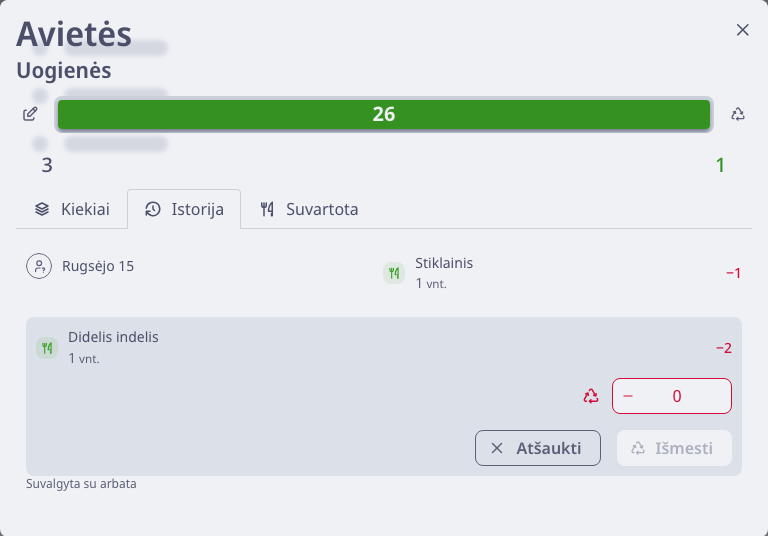 Avietės
Uogienės
26
3
1
Kiekiai
Istorija
Suvartota
Rugsėjo 15
Stiklainis
1 vnt.
−1
Didelis indelis
1 vnt.
−2
− 0
Atšaukti
Išmesti
Suvalgyta su arbata